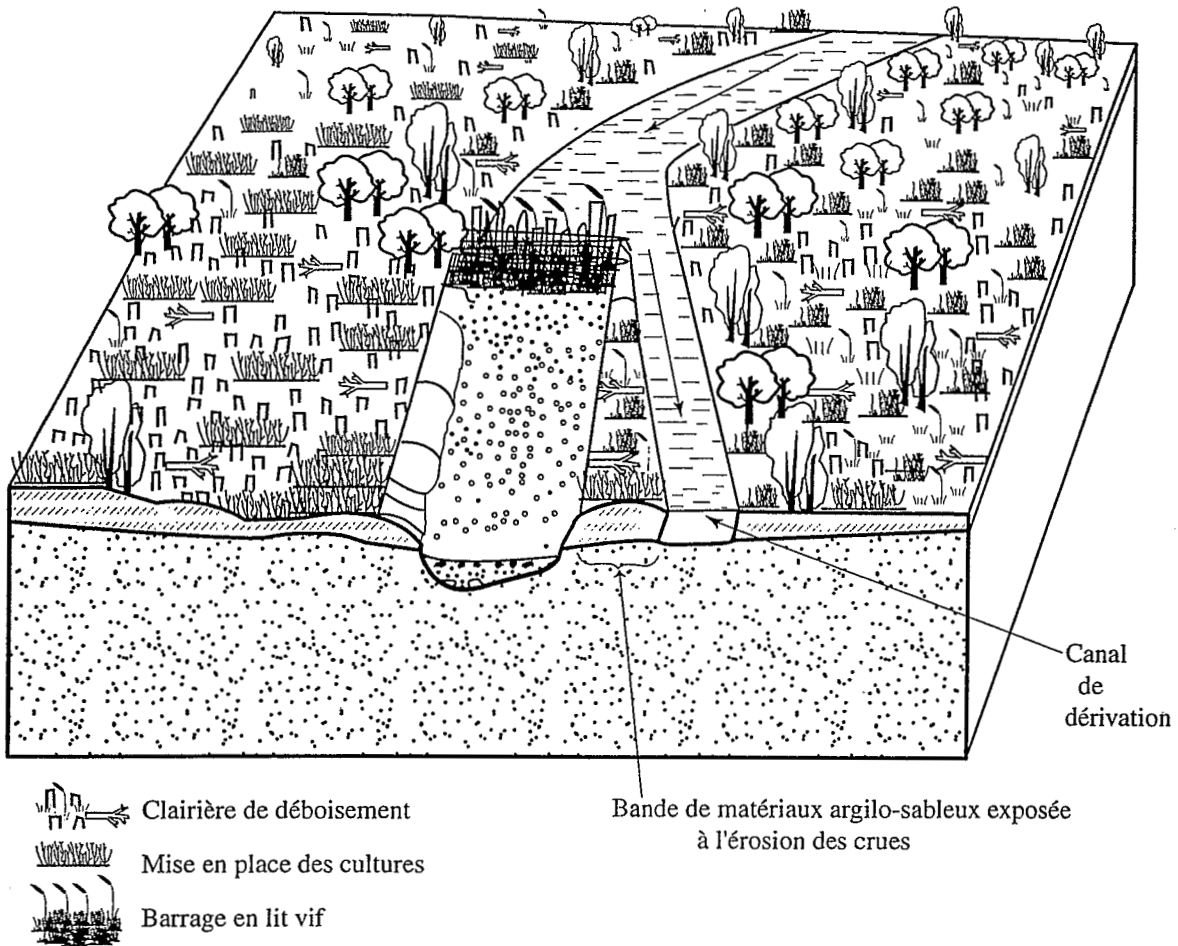 Canal
de
dérivation
Clairière de déboisement
Mise en place des cultures
Barrage en lit vif
Bande de matériaux argilo-sableux exposée
à l'érosion des crues